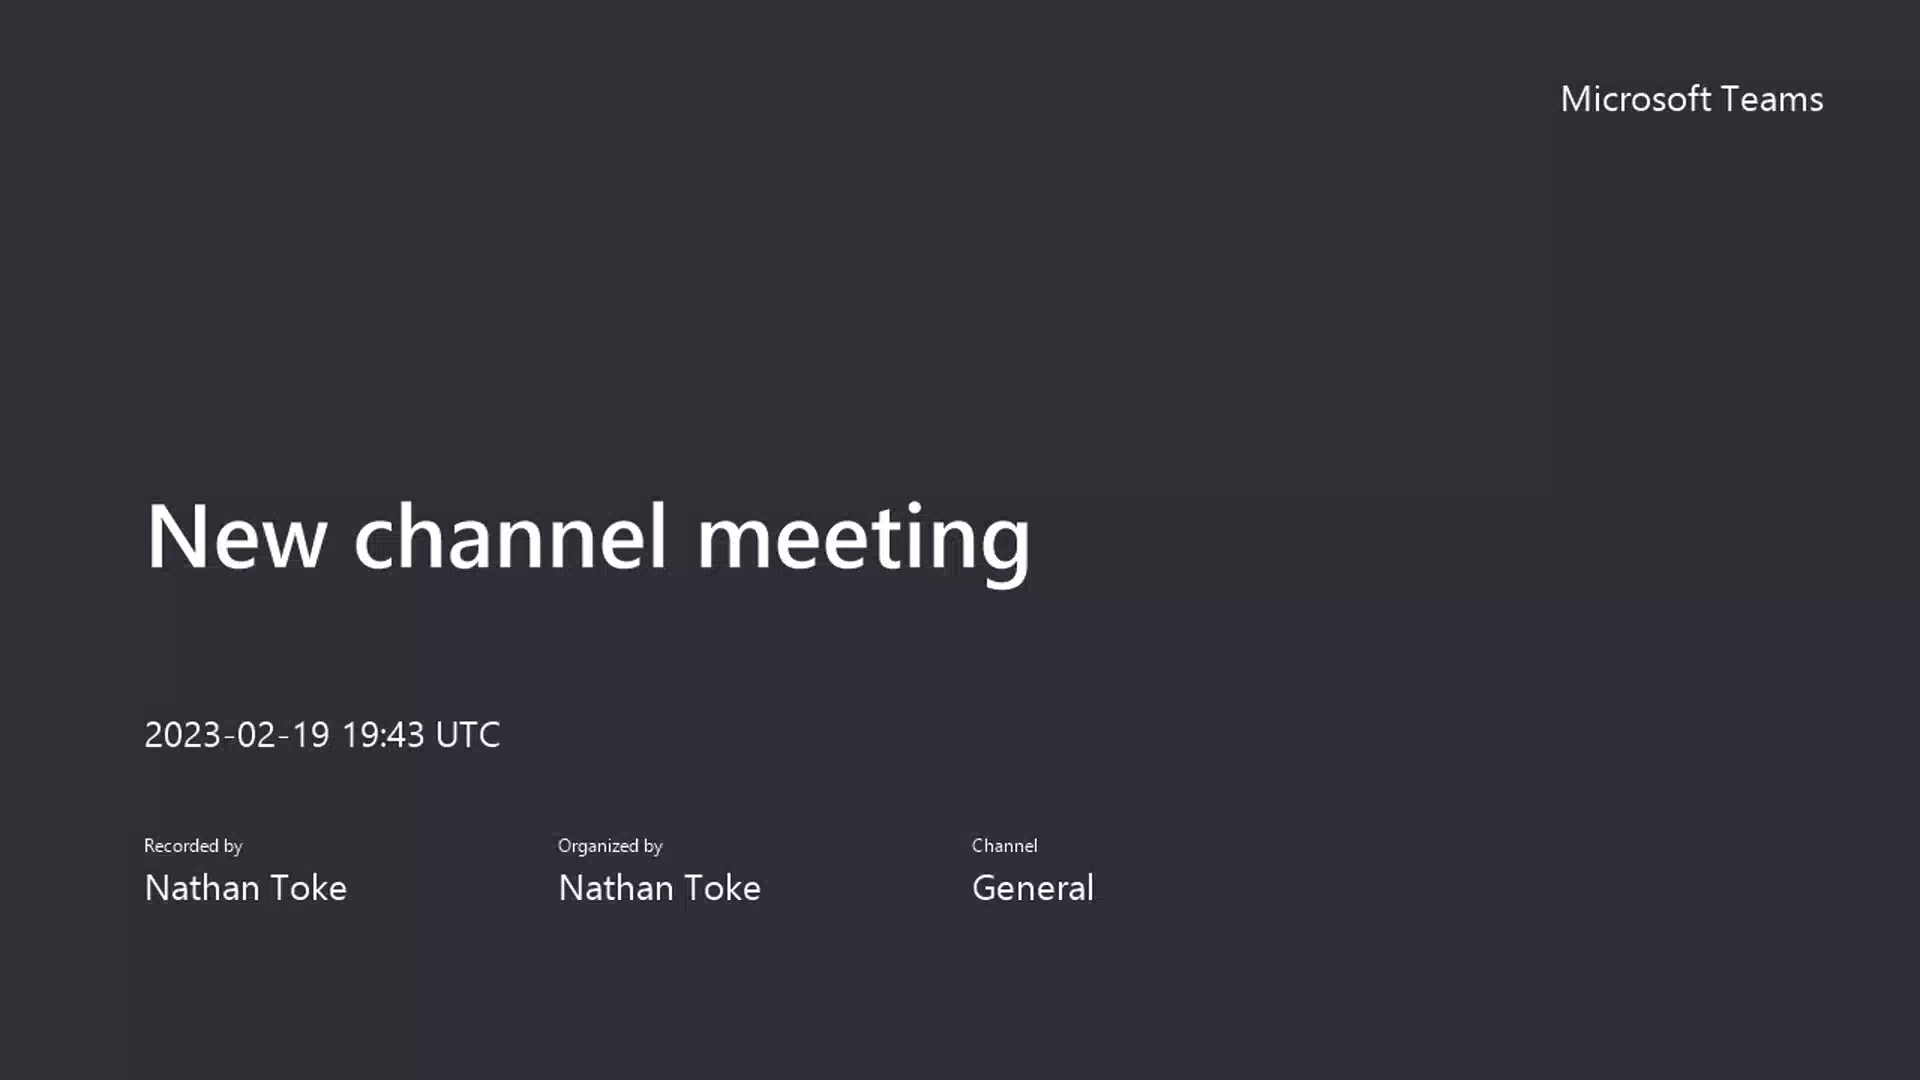 Microsoft Teams
New channel meeting
2023-02-19 19:43 UTC
Recorded by
Nathan Toke
Organized by
Nathan Toke
Channel
General